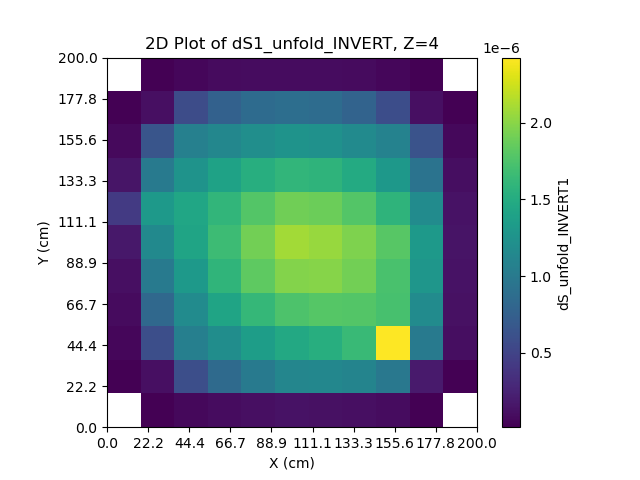 2D Plot of dS1_unfold_INVERT, Z=4
1e−6
200.0
177.8
155.6
133.3
111.1
88.9
66.7
44.4
22.2
0.0
Y (cm)
0.0 22.2 44.4 66.7 88.9 111.1 133.3 155.6 177.8 200.0
X (cm)
2.0
1.5
1.0
0.5
dS_unfold_INVERT1